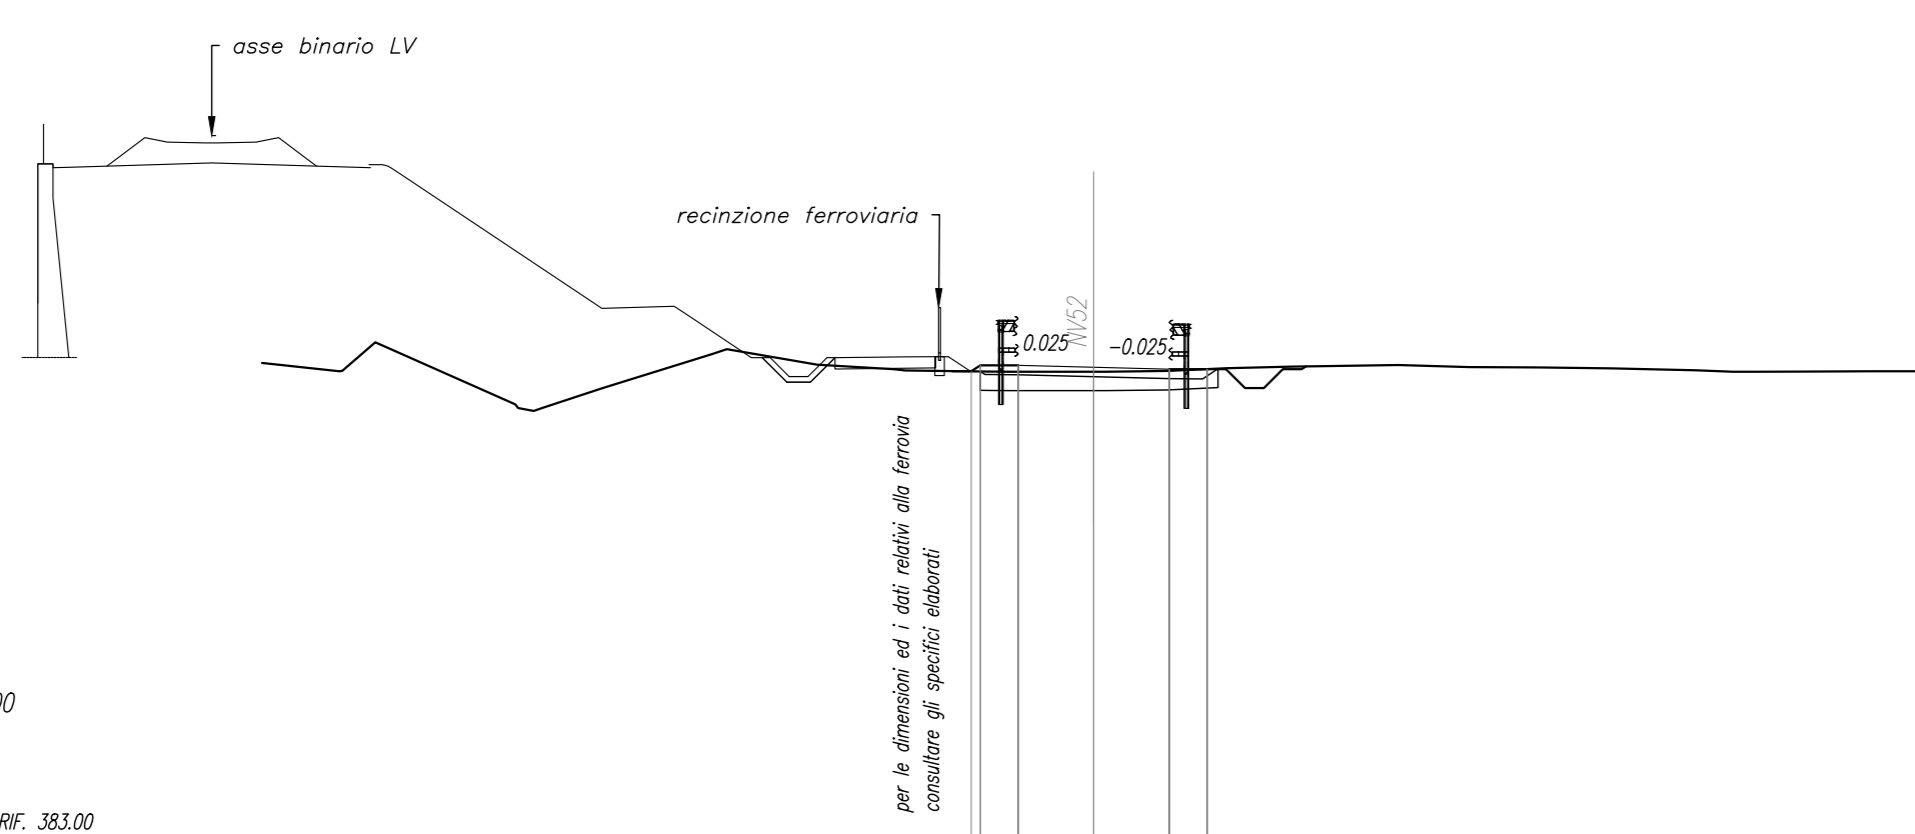 asse binario LV
recinzione ferroviaria
NV52
0.025
-0.025
per le dimensioni ed i dati relativi alla ferrovia
consultare gli specifici elaborati
00
RIF. 383.00